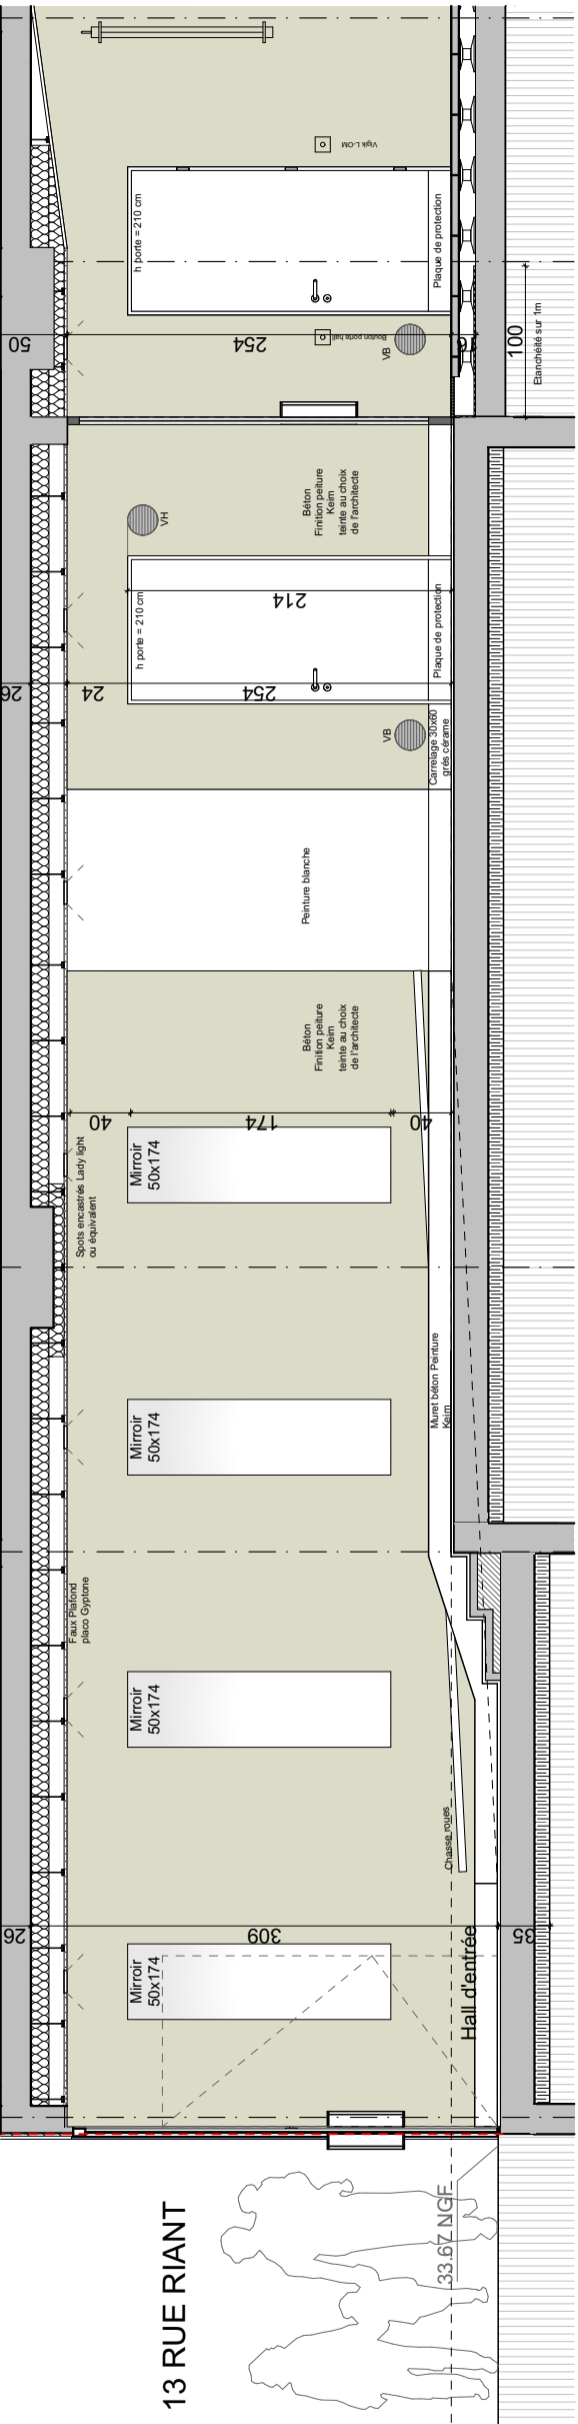 13 RUE RIANT
33.67 NGF
Hall d'entrée
26
309
35
Mirroir
50x174
Chasse roues
Mirroir
50x174
Faux Plafond
placo Gyptone
Mirroir
50x174
Muret béton Peinture
Keim
Spots encastrés Lady light
ou équivalent
Mirroir
50x174
40
174
40
Béton
Finition peiture
Keim
teinte au choix
de l'architecte
Peinture blanche
VB
Carrelage 30x60
grés cérame
26
24
254
h porte = 210 cm
214
Plaque de protection
VH
Béton
Finition peiture
Keim
teinte au choix
de l'architecte
50
254
VB
Bouton porte hall
100
Etanchéité sur 1m
h porte = 210 cm
Plaque de protection
Vigik L-OM